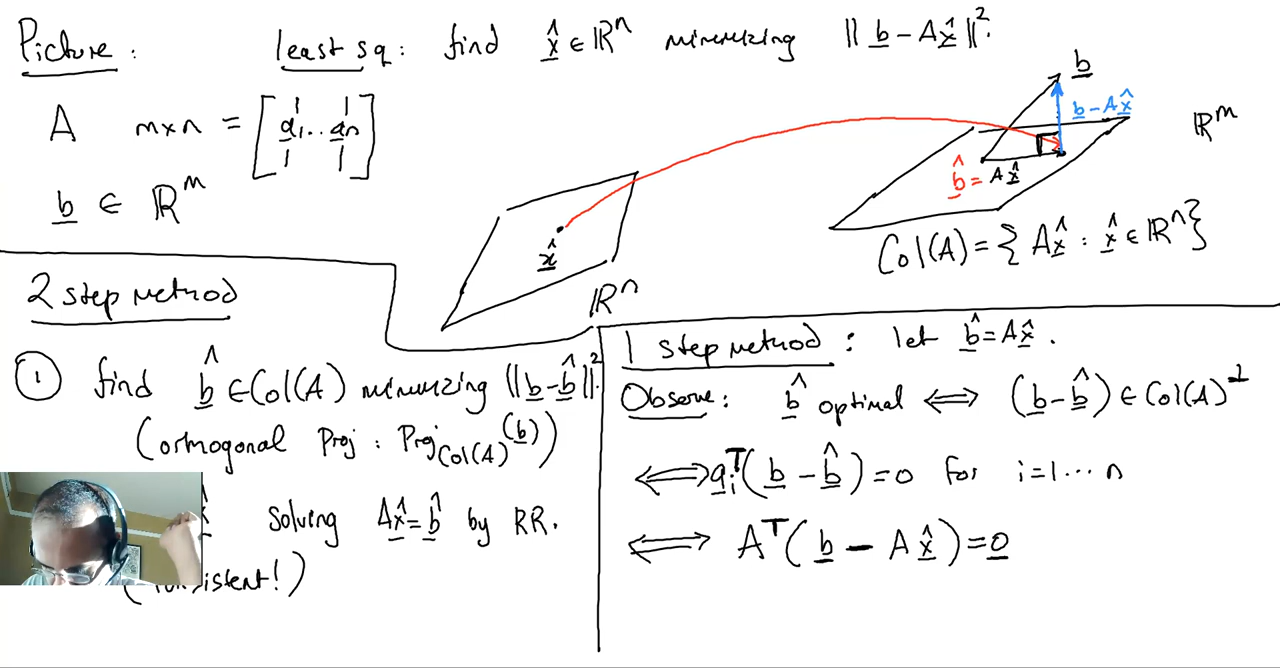 Picture : least sq: find x̂ ∈ ℝⁿ minimizing || b - Ax̂ ||².
A m×n = [a₁ ... aₙ]
b ∈ ℝᵐ
x̂
ℝⁿ
b
b - Ax̂
b̂ = Ax̂
ℝᵐ
Col(A) = { Ax̂ : x̂ ∈ ℝⁿ }
2 step method
① find b̂ ∈ Col(A) minimizing || b - b̂ ||².
(orthogonal Proj : Proj_Col(A) (b))
solving Ax̂ = b̂ by RR.
1 step method : let b̂ = Ax̂ .
Observe : b̂ optimal ⟺ (b - b̂) ∈ Col(A)^⊥
⟺ aᵢᵀ(b - b̂) = 0 for i = 1 ... n
⟺ Aᵀ(b - Ax̂) = 0